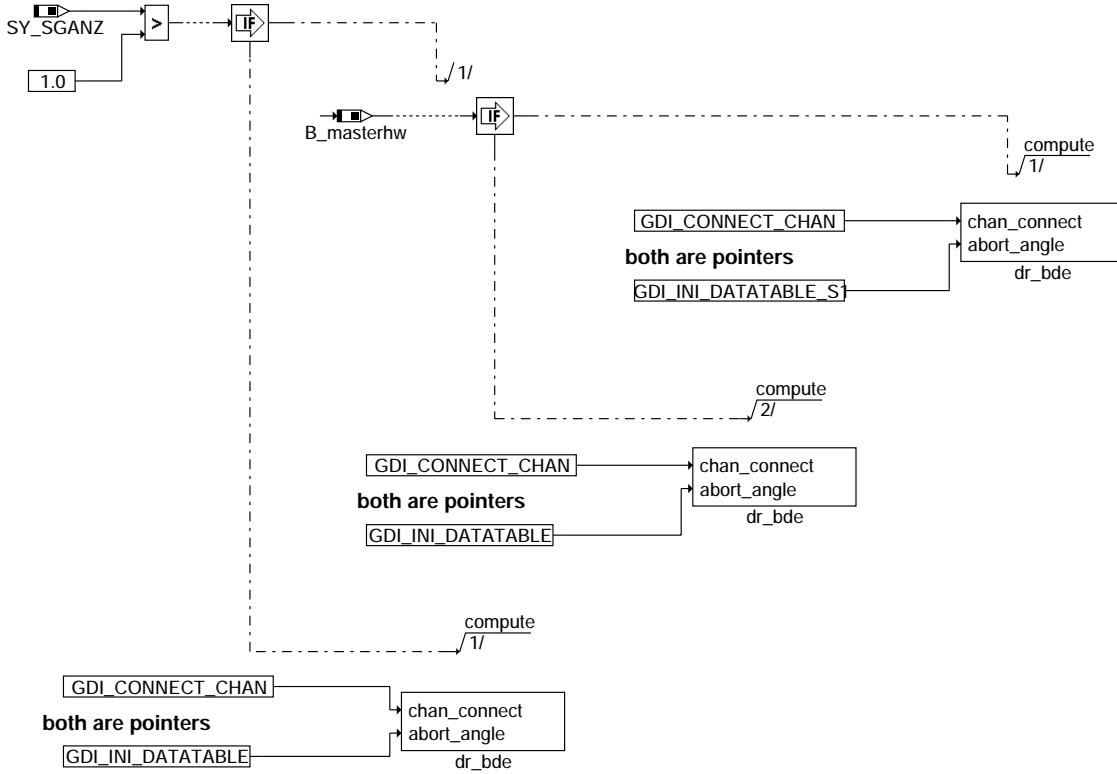 SY_SGANZ
>
IF
1.0
1/
B_masterhw
IF
compute
1/
GDI_CONNECT_CHAN
chan_connect
abort_angle
both are pointers
dr_bde
GDI_INI_DATATABLE_S1
compute
2/
GDI_CONNECT_CHAN
chan_connect
abort_angle
both are pointers
dr_bde
GDI_INI_DATATABLE
compute
1/
GDI_CONNECT_CHAN
chan_connect
both are pointers
abort_angle
GDI_INI_DATATABLE
dr_bde